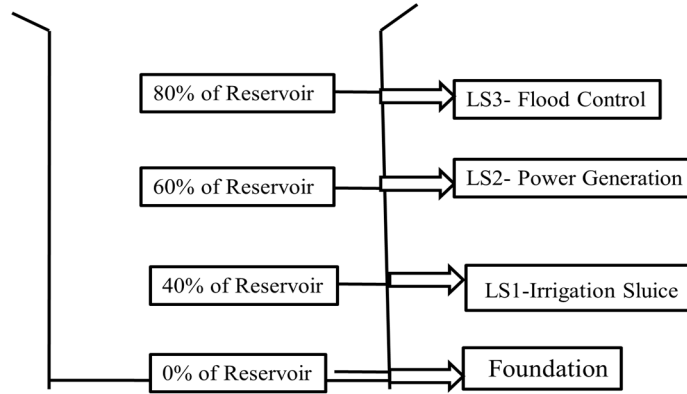 80% of Reservoir
LS3- Flood Control
60% of Reservoir
LS2- Power Generation
40% of Reservoir
LS1-Irrigation Sluice
0% of Reservoir
Foundation